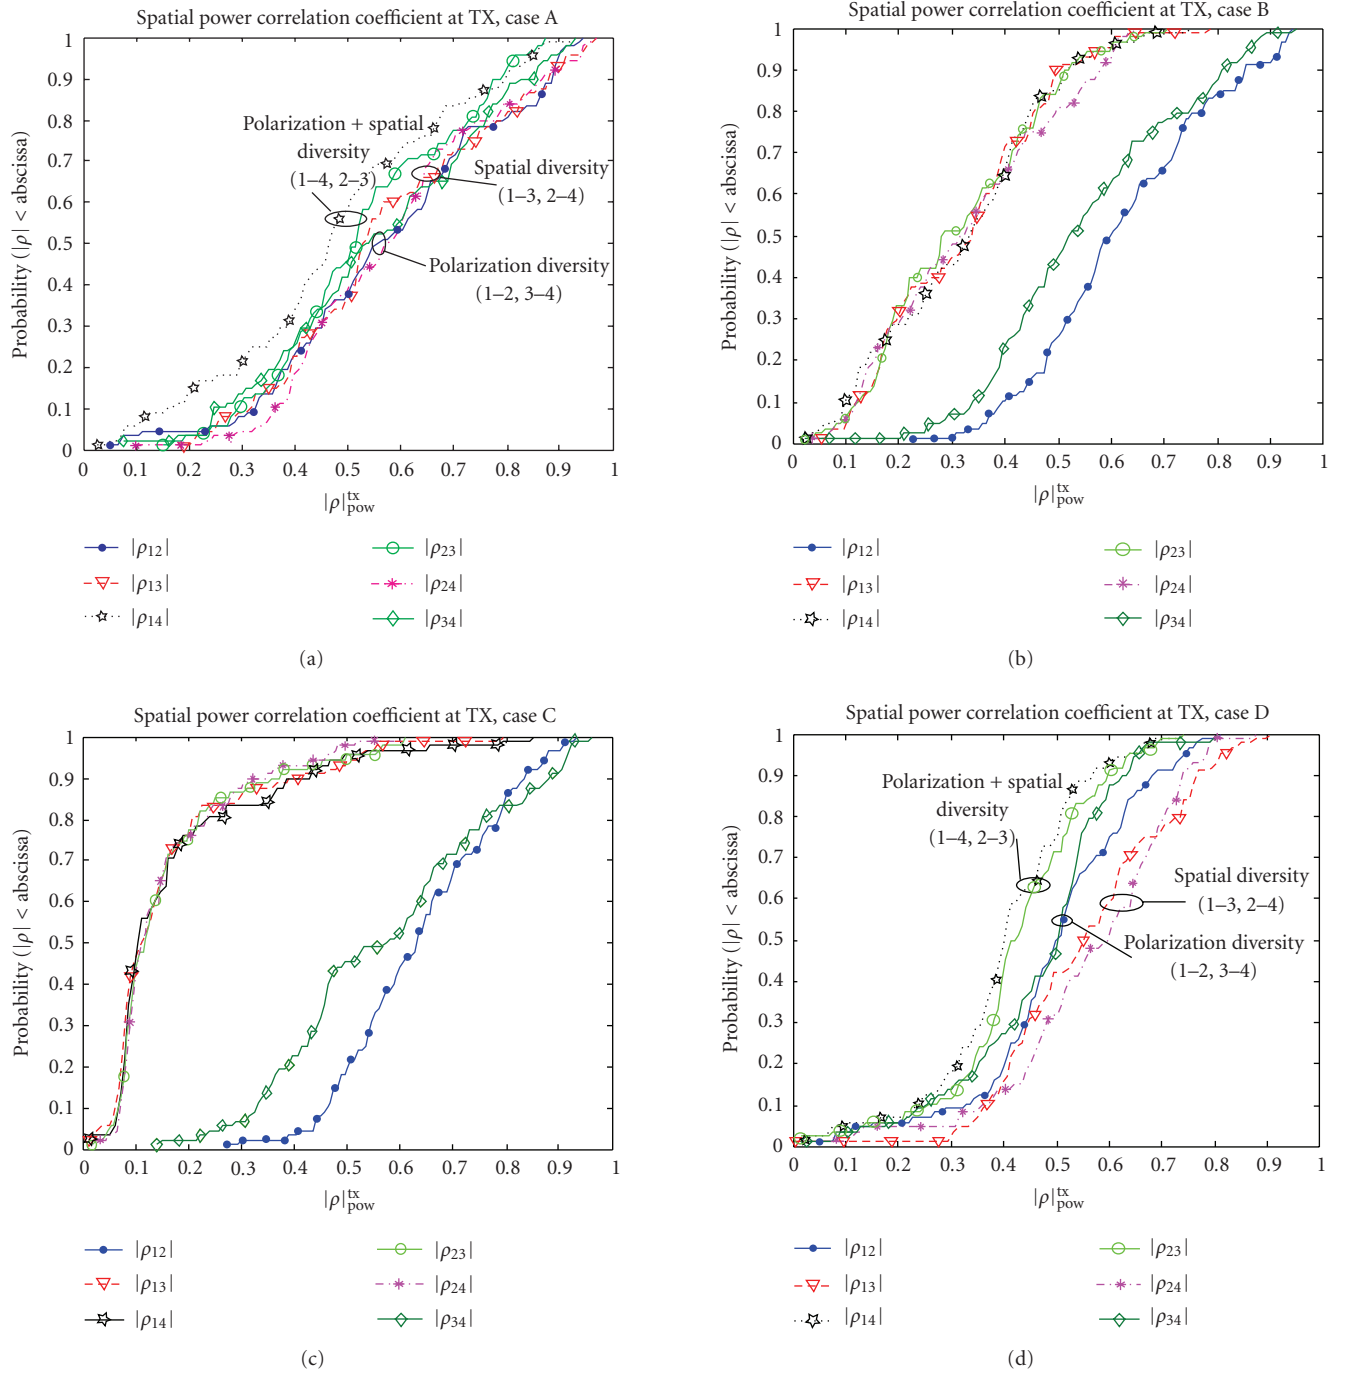 Spatial power correlation coefficient at TX, case A
Probability (|ρ| < abscissa)
1
0.9
0.8
0.7
0.6
0.5
0.4
0.3
0.2
0.1
0
Polarization + spatial
diversity
(1–4, 2–3)
Spatial diversity
(1–3, 2–4)
Polarization diversity
(1–2, 3–4)
0 0.1 0.2 0.3 0.4 0.5 0.6 0.7 0.8 0.9 1
|ρ|tx pow
|ρ12| |ρ23|
|ρ13| |ρ24|
|ρ14| |ρ34|
(a)
Spatial power correlation coefficient at TX, case B
Probability (|ρ| < abscissa)
1
0.9
0.8
0.7
0.6
0.5
0.4
0.3
0.2
0.1
0
0 0.1 0.2 0.3 0.4 0.5 0.6 0.7 0.8 0.9 1
|ρ|tx pow
|ρ12| |ρ23|
|ρ13| |ρ24|
|ρ14| |ρ34|
(b)
Spatial power correlation coefficient at TX, case C
Probability (|ρ| < abscissa)
1
0.9
0.8
0.7
0.6
0.5
0.4
0.3
0.2
0.1
0
0 0.1 0.2 0.3 0.4 0.5 0.6 0.7 0.8 0.9 1
|ρ|tx pow
|ρ12| |ρ23|
|ρ13| |ρ24|
|ρ14| |ρ34|
(c)
Spatial power correlation coefficient at TX, case D
Probability (|ρ| < abscissa)
1
0.9
0.8
0.7
0.6
0.5
0.4
0.3
0.2
0.1
0
Polarization + spatial
diversity
(1–4, 2–3)
Spatial diversity
(1–3, 2–4)
Polarization diversity
(1–2, 3–4)
0 0.1 0.2 0.3 0.4 0.5 0.6 0.7 0.8 0.9 1
|ρ|tx pow
|ρ12| |ρ23|
|ρ13| |ρ24|
|ρ14| |ρ34|
(d)